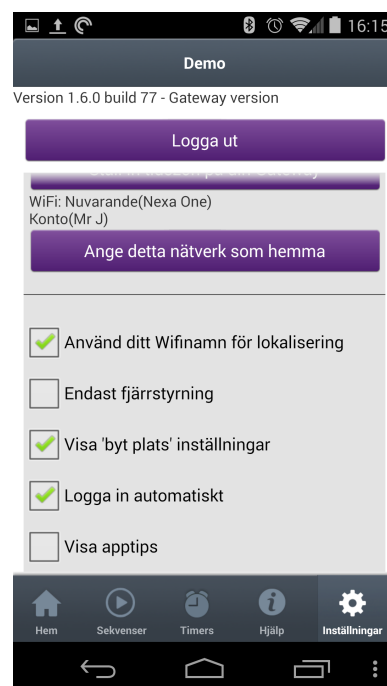 16:15
Demo
Version 1.6.0 build 77 - Gateway version
Logga ut
din Gateway
WiFi: Nuvarande(Nexa One)
Konto(Mr J)
Ange detta nätverk som hemma
Använd ditt Wifinamn för lokalisering
Endast fjärrstyrning
Visa 'byt plats' inställningar
Logga in automatiskt
Visa apptips
Hem Sekvenser Timers Hjälp Inställningar